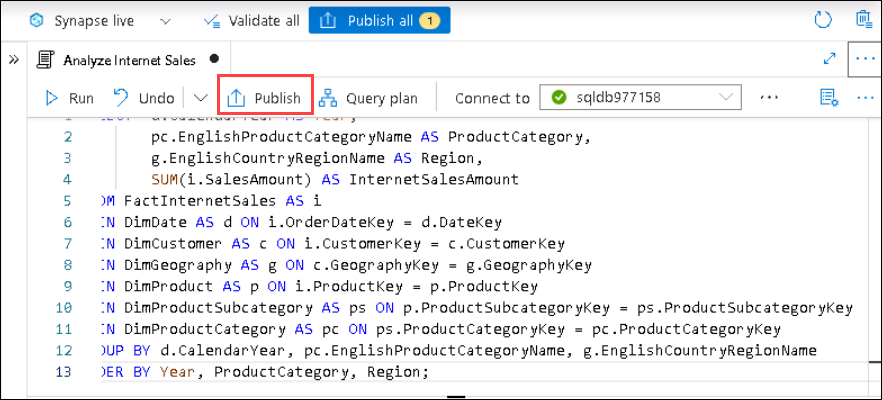 Synapse live Validate all Publish all 1
Analyze Internet Sales
Run Undo Publish Query plan Connect to sqldb977158
1 d.CalendarYear AS Year,
2 pc.EnglishProductCategoryName AS ProductCategory,
3 g.EnglishCountryRegionName AS Region,
4 SUM(i.SalesAmount) AS InternetSalesAmount
5 OM FactInternetSales AS i
6 IN DimDate AS d ON i.OrderDateKey = d.DateKey
7 IN DimCustomer AS c ON i.CustomerKey = c.CustomerKey
8 IN DimGeography AS g ON c.GeographyKey = g.GeographyKey
9 IN DimProduct AS p ON i.ProductKey = p.ProductKey
10 IN DimProductSubcategory AS ps ON p.ProductSubcategoryKey = ps.ProductSubcategoryKey
11 IN DimProductCategory AS pc ON ps.ProductCategoryKey = pc.ProductCategoryKey
12 OUP BY d.CalendarYear, pc.EnglishProductCategoryName, g.EnglishCountryRegionName
13 DER BY Year, ProductCategory, Region;